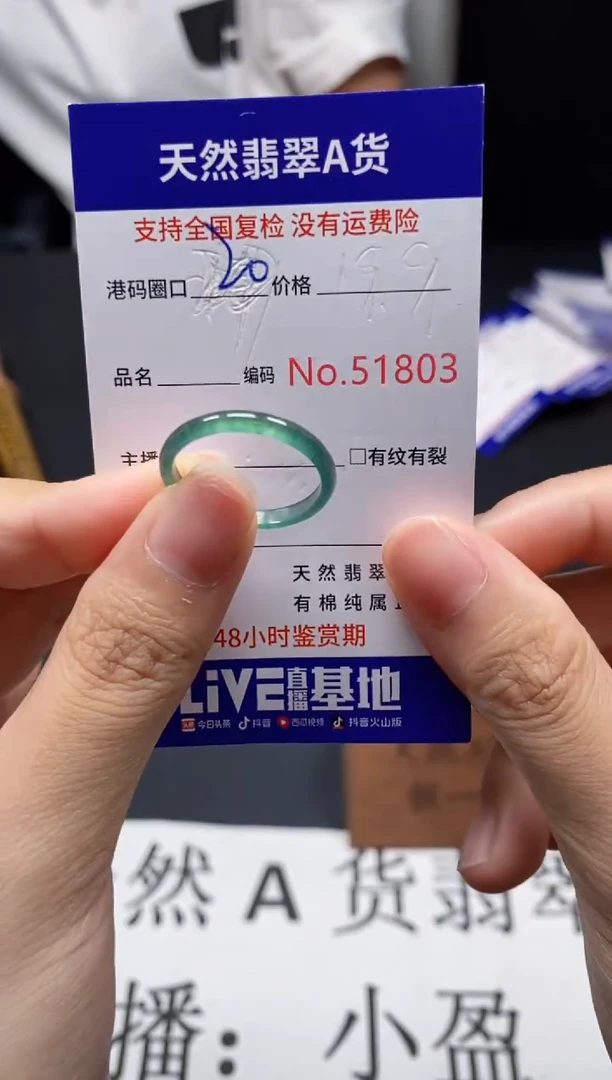 天然翡翠A货
支持全国复检 没有运费险
港码圈口 20 价格 19.9
品名 编码 No.51803
主播 □有纹有裂
天然翡翠
有棉纯属
48小时鉴赏期
LiVE直播基地
今日头条 抖音 西瓜视频 抖音火山版
然 A 货翡翠
播：小盈